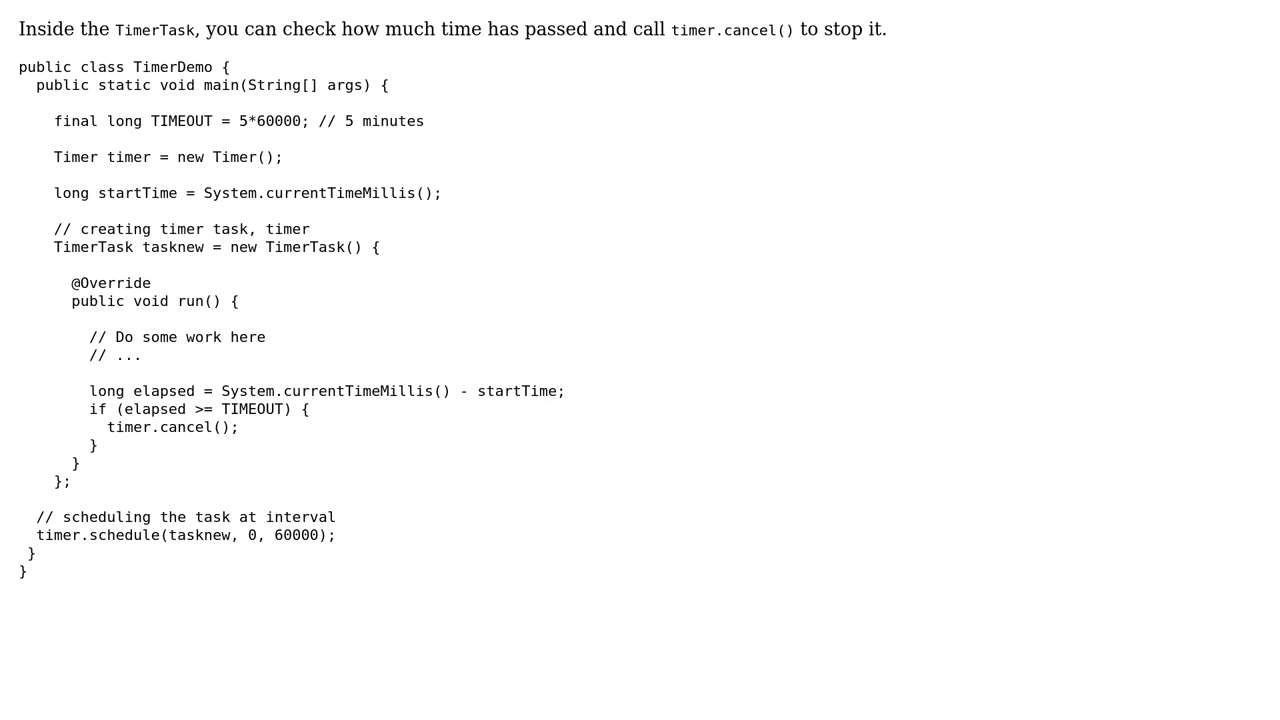 Inside the TimerTask, you can check how much time has passed and call timer.cancel() to stop it.
public class TimerDemo {
  public static void main(String[] args) {

    final long TIMEOUT = 5*60000; // 5 minutes

    Timer timer = new Timer();

    long startTime = System.currentTimeMillis();

    // creating timer task, timer
    TimerTask tasknew = new TimerTask() {

      @Override
      public void run() {

        // Do some work here
        // ...

        long elapsed = System.currentTimeMillis() - startTime;
        if (elapsed >= TIMEOUT) {
          timer.cancel();
        }
      }
    };

  // scheduling the task at interval
  timer.schedule(tasknew, 0, 60000);
 }
}